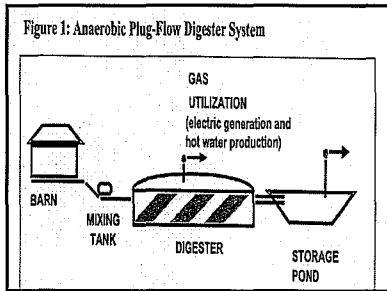 Figure 1: Anaerobic Plug-Flow Digester System
GAS
UTILIZATION
(electric generation and
hot water production)
BARN
MIXING
TANK
DIGESTER
STORAGE
POND